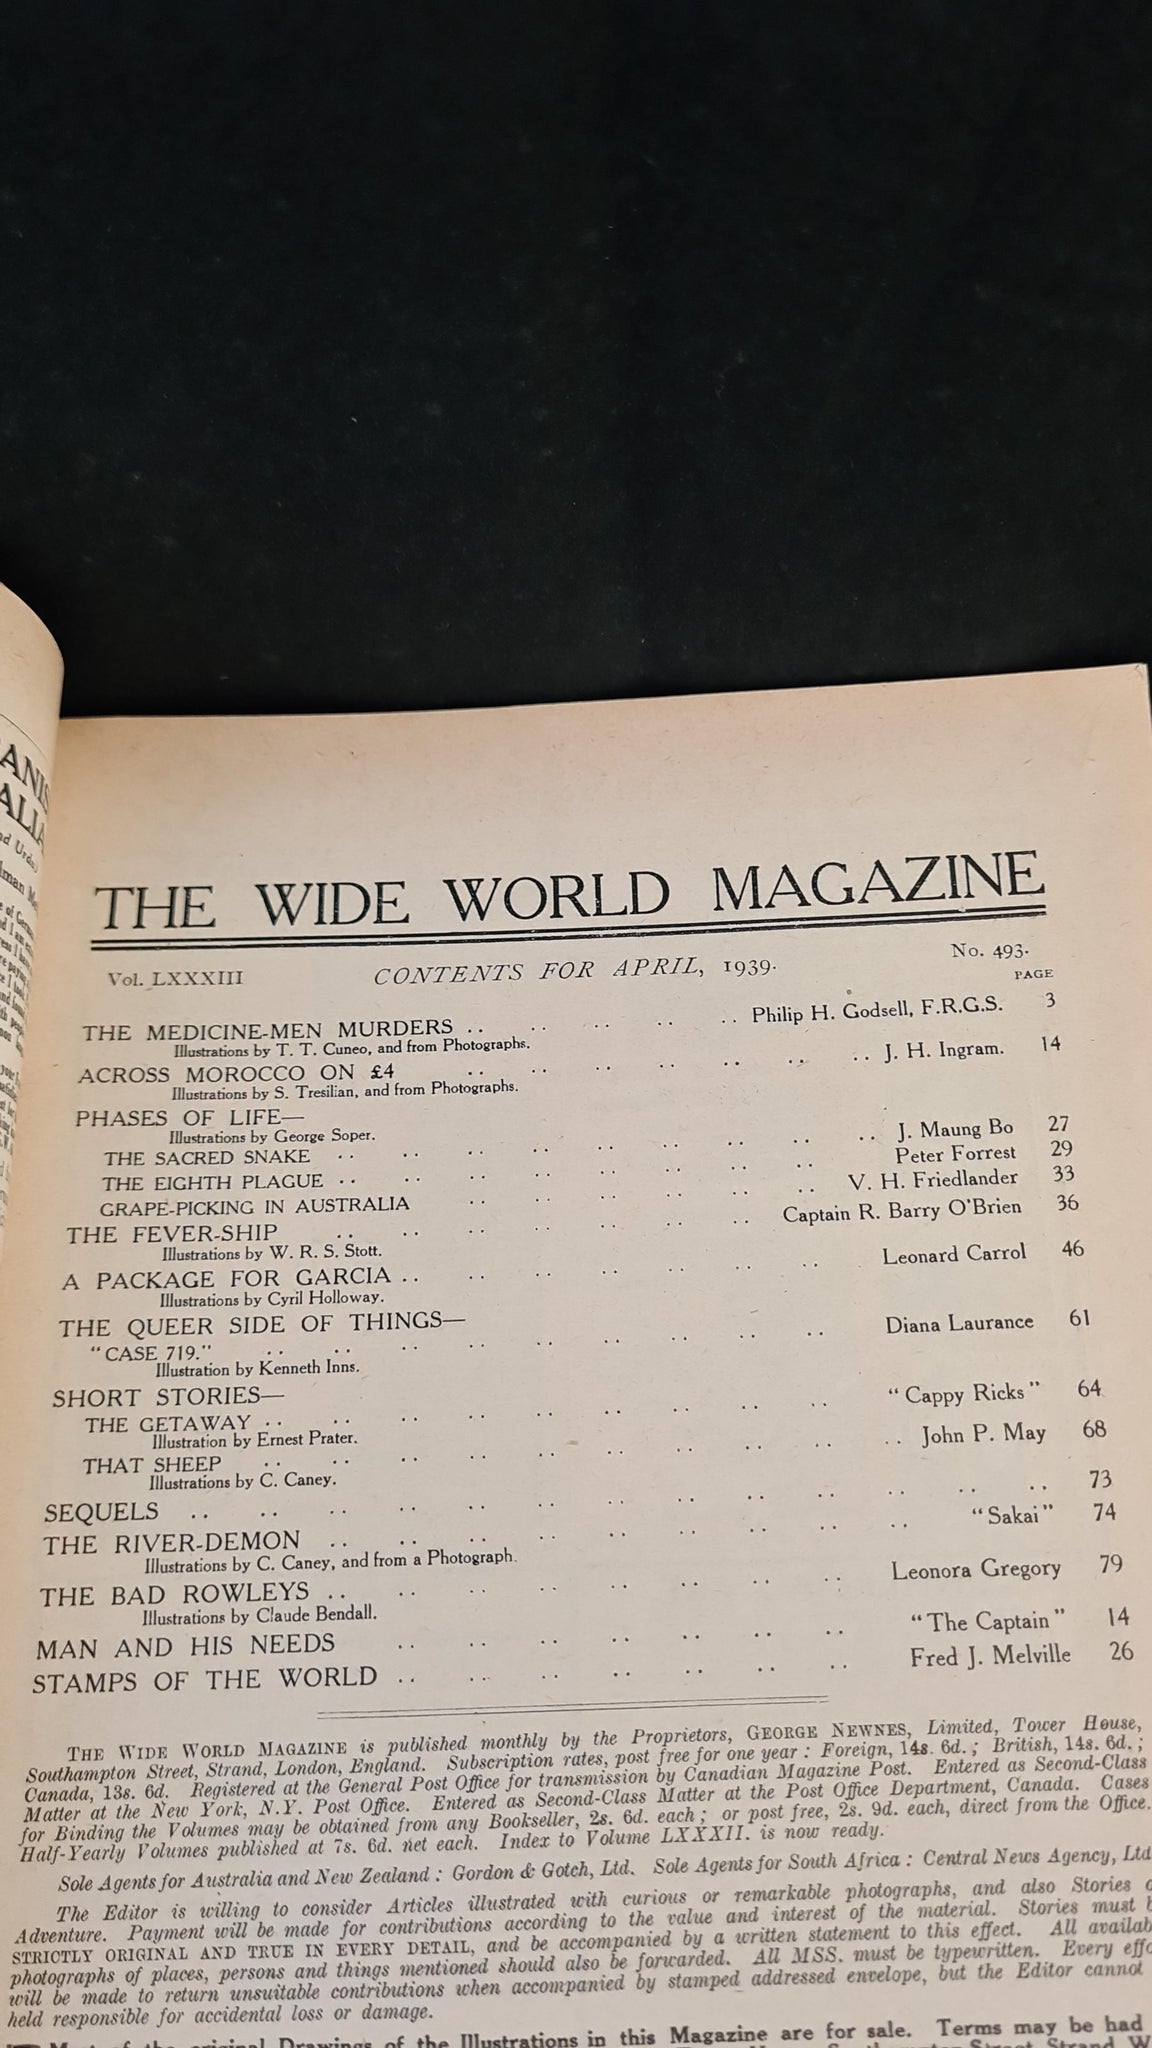 THE WIDE WORLD MAGAZINE
Vol. LXXXIII CONTENTS FOR APRIL, 1939. No. 493.
PAGE
THE MEDICINE-MEN MURDERS .. .. .. .. .. Philip H. Godsell, F.R.G.S. 3
Illustrations by T. T. Cuneo, and from Photographs.
ACROSS MOROCCO ON £4 .. .. .. .. .. .. .. J. H. Ingram. 14
Illustrations by S. Tresilian, and from Photographs.
PHASES OF LIFE—
Illustrations by George Soper.
THE SACRED SNAKE .. .. .. .. .. .. .. .. .. J. Maung Bo 27
THE EIGHTH PLAGUE .. .. .. .. .. .. .. .. Peter Forrest 29
GRAPE-PICKING IN AUSTRALIA .. .. .. .. .. .. V. H. Friedlander 33
THE FEVER-SHIP .. .. .. .. .. .. .. Captain R. Barry O'Brien 36
Illustrations by W. R. S. Stott.
A PACKAGE FOR GARCIA .. .. .. .. .. .. .. Leonard Carrol 46
Illustrations by Cyril Holloway.
THE QUEER SIDE OF THINGS—
"CASE 719." .. .. .. .. .. .. .. .. .. Diana Laurance 61
Illustration by Kenneth Inns.
SHORT STORIES—
THE GETAWAY .. .. .. .. .. .. .. .. .. "Cappy Ricks" 64
Illustration by Ernest Prater.
THAT SHEEP .. .. .. .. .. .. .. .. .. .. John P. May 68
Illustrations by C. Caney.
SEQUELS .. .. .. .. .. .. .. .. .. .. .. .. .. 73
THE RIVER-DEMON .. .. .. .. .. .. .. .. .. "Sakai" 74
Illustrations by C. Caney, and from a Photograph.
THE BAD ROWLEYS .. .. .. .. .. .. .. .. Leonora Gregory 79
Illustrations by Claude Bendall.
MAN AND HIS NEEDS .. .. .. .. .. .. .. "The Captain" 14
STAMPS OF THE WORLD .. .. .. .. .. .. .. Fred J. Melville 26
THE WIDE WORLD MAGAZINE is published monthly by the Proprietors, GEORGE NEWNES, Limited, Tower House,
Southampton Street, Strand, London, England. Subscription rates, post free for one year : Foreign, 14s. 6d. ; British, 14s. 6d. ;
Canada, 13s. 6d. Registered at the General Post Office for transmission by Canadian Magazine Post. Entered as Second-Class
Matter at the New York, N.Y. Post Office. Entered as Second-Class Matter at the Post Office Department, Canada. Cases
for Binding the Volumes may be obtained from any Bookseller, 2s. 6d. each ; or post free, 2s. 9d. each, direct from the Office.
Half-Yearly Volumes published at 7s. 6d. net each. Index to Volume LXXXII. is now ready.
Sole Agents for Australia and New Zealand : Gordon & Gotch, Ltd. Sole Agents for South Africa : Central News Agency, Ltd
The Editor is willing to consider Articles illustrated with curious or remarkable photographs, and also Stories
Adventure. Payment will be made for contributions according to the value and interest of the material. Stories must
STRICTLY ORIGINAL AND TRUE IN EVERY DETAIL, and be accompanied by a written statement to this effect. All availab
photographs of places, persons and things mentioned should also be forwarded. All MSS. must be typewritten. Every effo
will be made to return unsuitable contributions when accompanied by stamped addressed envelope, but the Editor cannot
held responsible for accidental loss or damage.
original Drawings of the Illustrations in this Magazine are for sale. Terms may be had